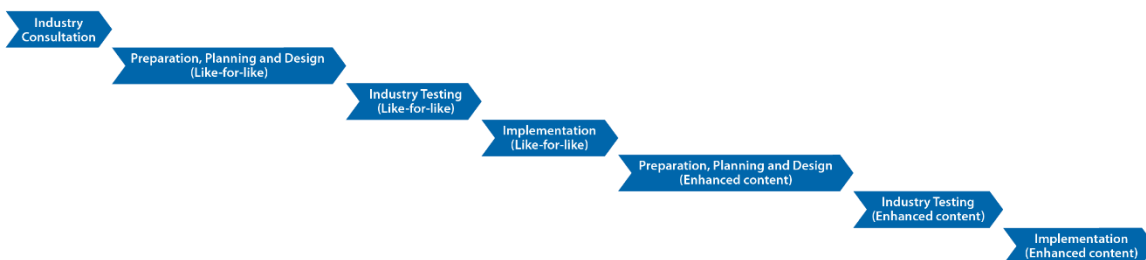 Industry
Consultation
Preparation, Planning and Design
(Like-for-like)
Industry Testing
(Like-for-like)
Implementation
(Like-for-like)
Preparation, Planning and Design
(Enhanced content)
Industry Testing
(Enhanced content)
Implementation
(Enhanced content)